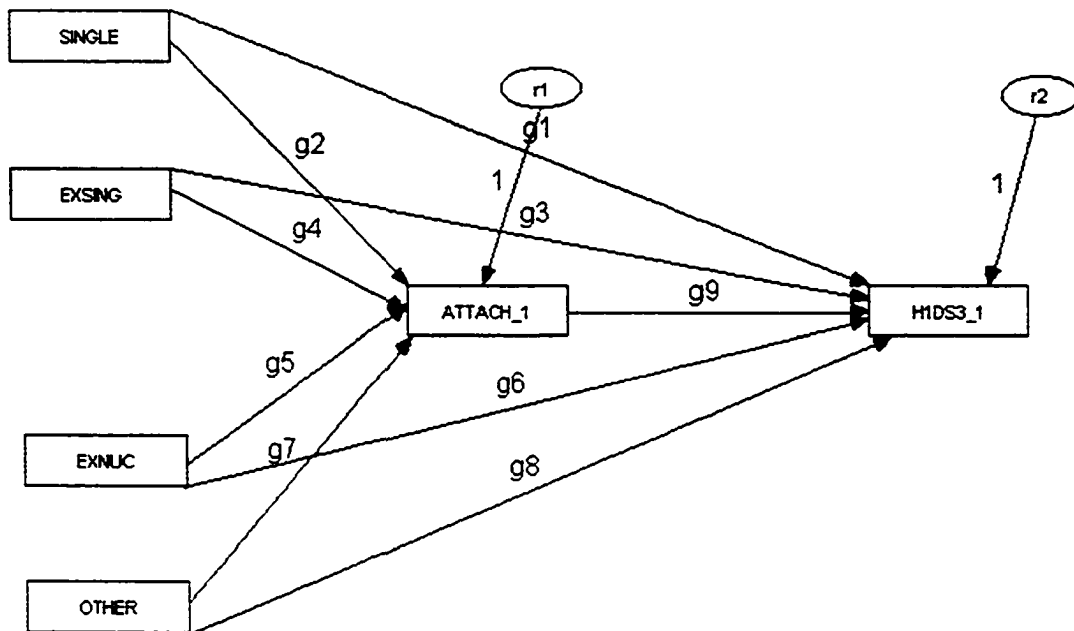 SINGLE
r1
r2
g1
g2
1
1
EXSING
g3
g4
g9
ATTACH_1
H1DS3_1
g5
g6
EXNUC
g7
g8
OTHER